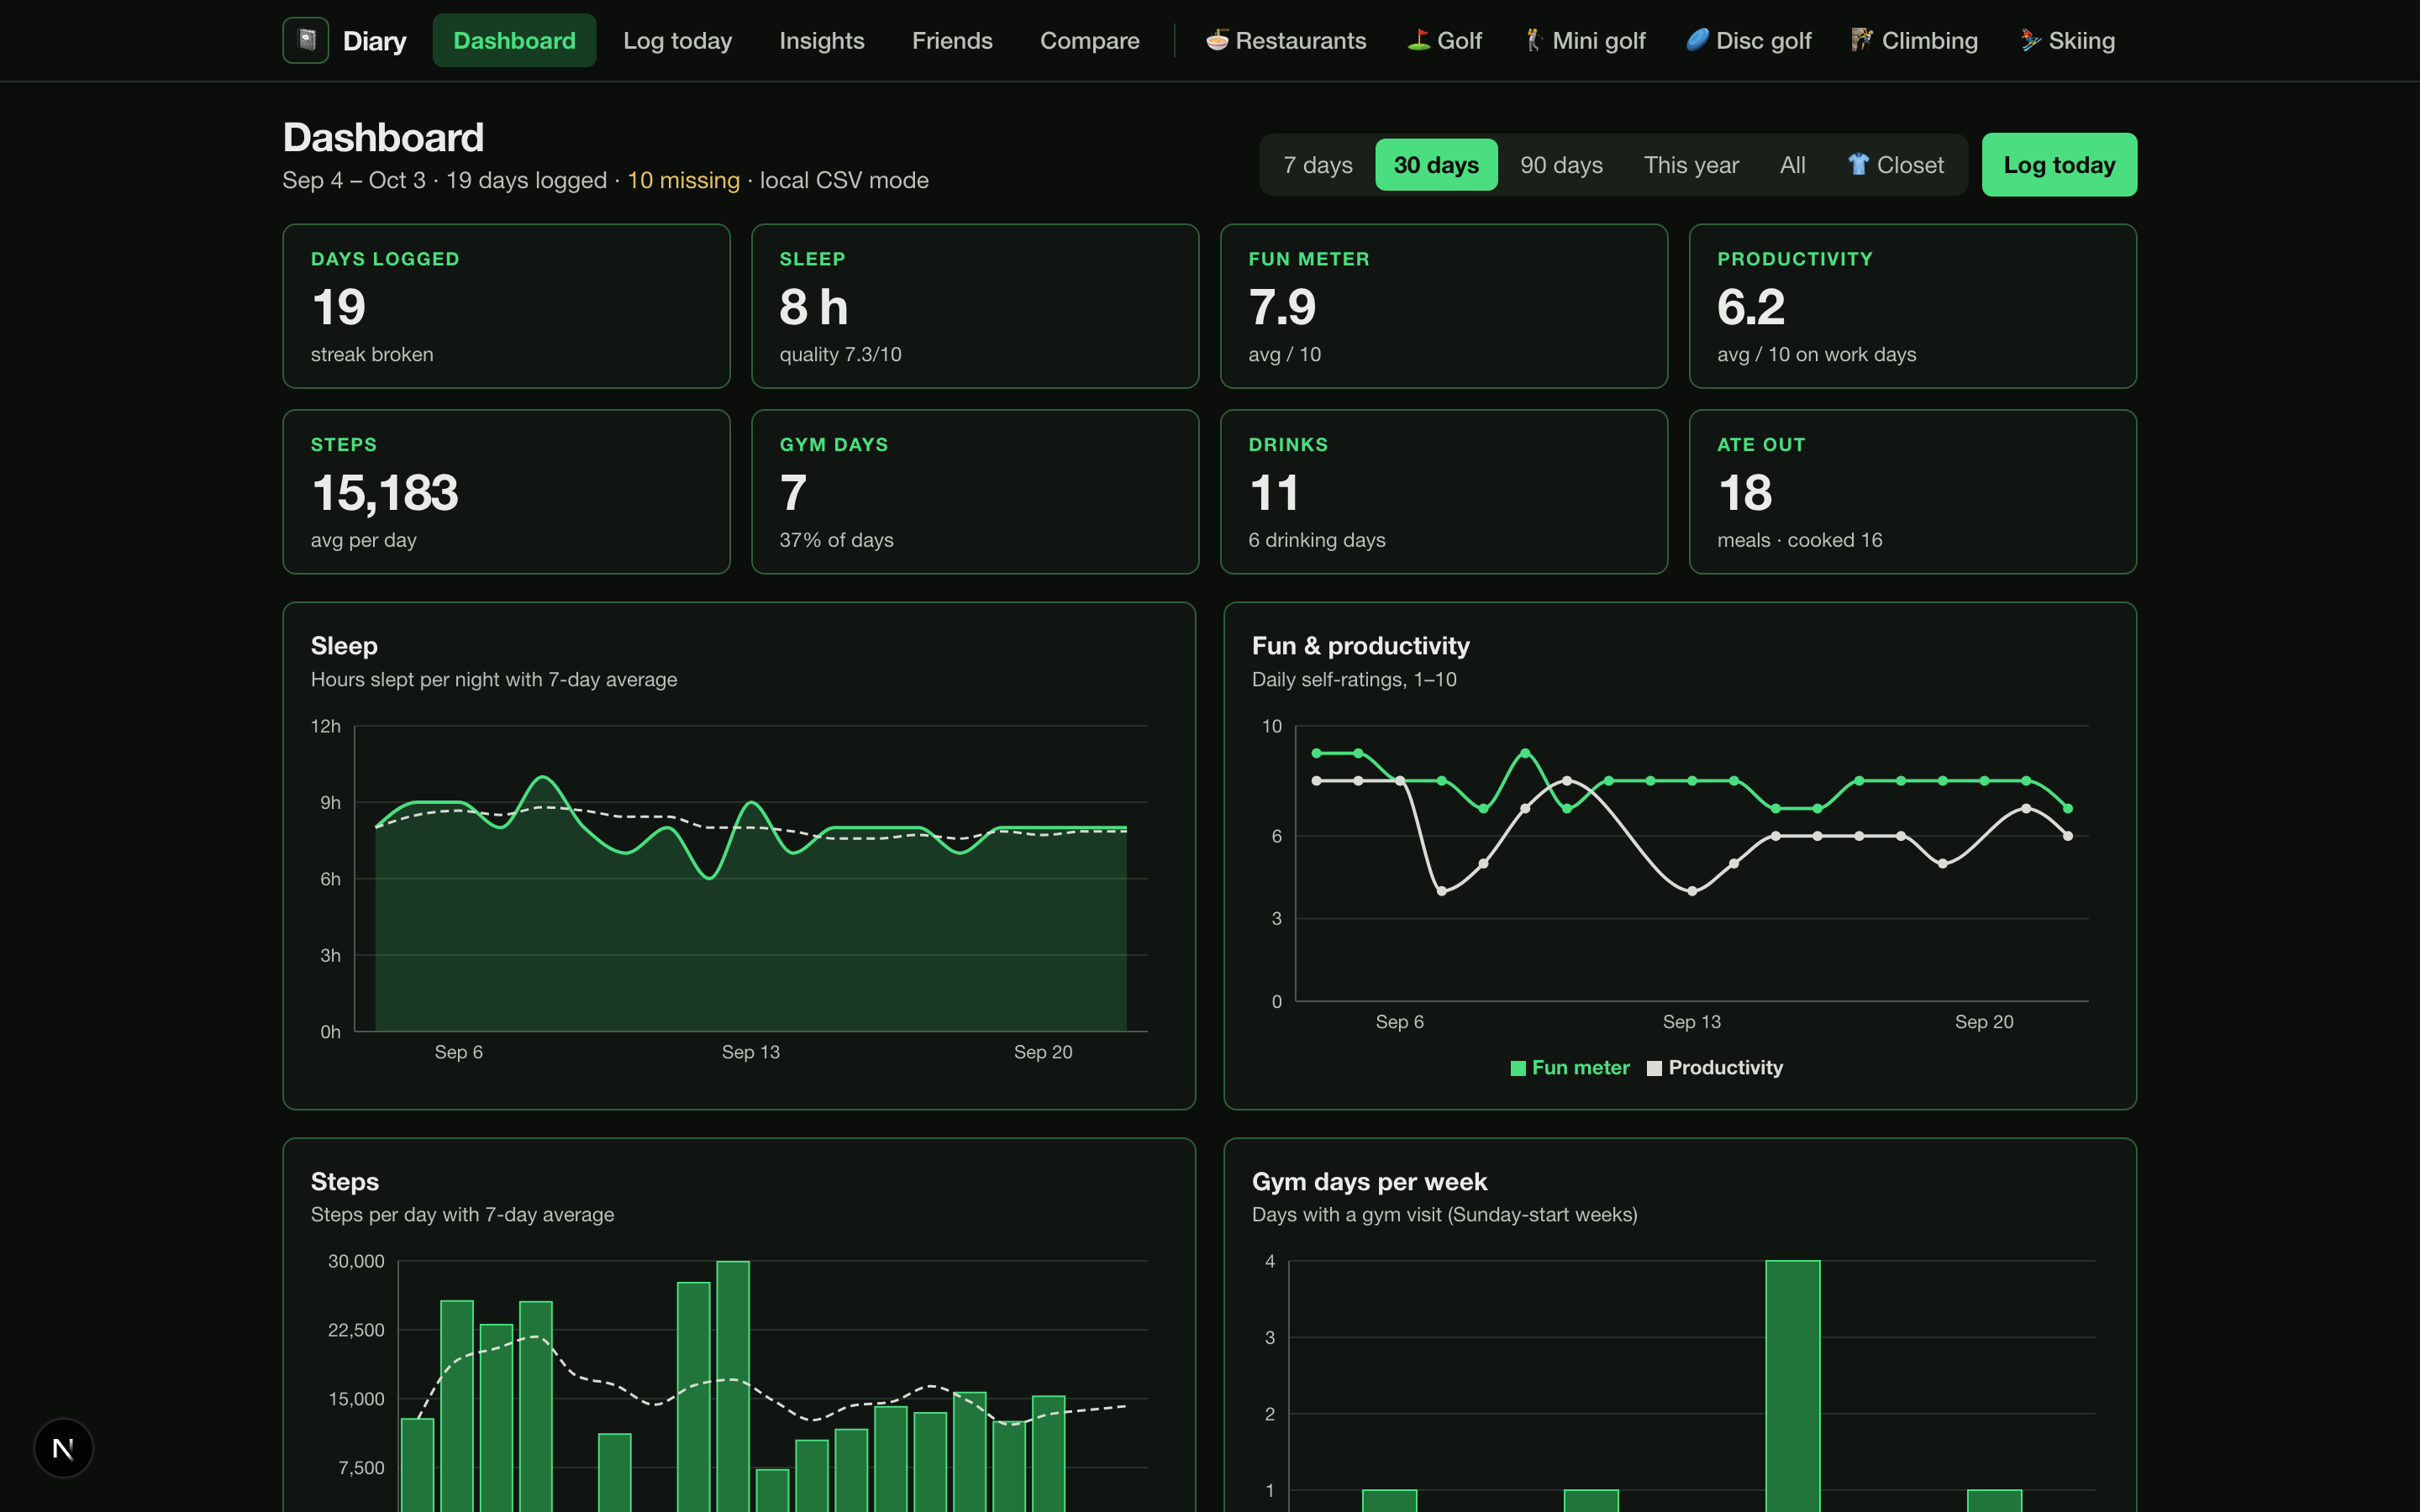 Diary Dashboard Log today Insights Friends Compare Restaurants Golf Mini golf Disc golf Climbing Skiing
Dashboard
Sep 4 – Oct 3 · 19 days logged · 10 missing · local CSV mode
7 days 30 days 90 days This year All Closet Log today
DAYS LOGGED
19
streak broken
SLEEP
8 h
quality 7.3/10
FUN METER
7.9
avg / 10
PRODUCTIVITY
6.2
avg / 10 on work days
STEPS
15,183
avg per day
GYM DAYS
7
37% of days
DRINKS
11
6 drinking days
ATE OUT
18
meals · cooked 16
Sleep
Hours slept per night with 7-day average
12h
9h
6h
3h
0h
Sep 6 Sep 13 Sep 20
Fun & productivity
Daily self-ratings, 1–10
10
6
3
0
Sep 6 Sep 13 Sep 20
Fun meter Productivity
Steps
Steps per day with 7-day average
30,000
22,500
15,000
7,500
Gym days per week
Days with a gym visit (Sunday-start weeks)
4
3
2
1
N